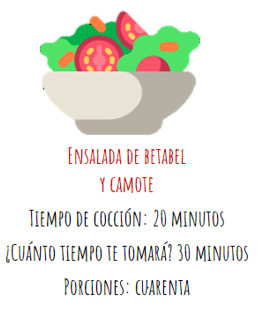 Ensalada de betabel
y camote
Tiempo de cocción: 20 minutos
¿Cuánto tiempo te tomará? 30 minutos
Porciones: cuarenta